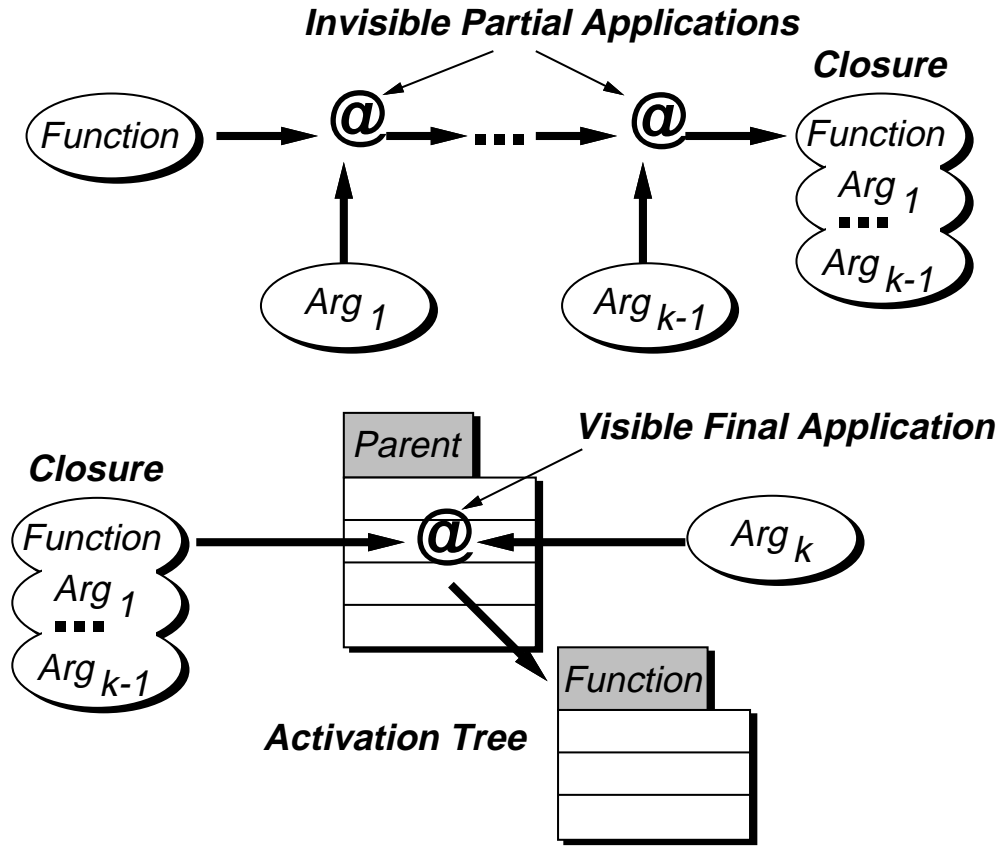 Invisible Partial Applications
Closure
Function
@
...
@
Function
Arg 1
...
Arg k-1
Arg 1
Arg k-1
Parent
Visible Final Application
Closure
Function
@
Arg k
Arg 1
...
Arg k-1
Function
Activation Tree